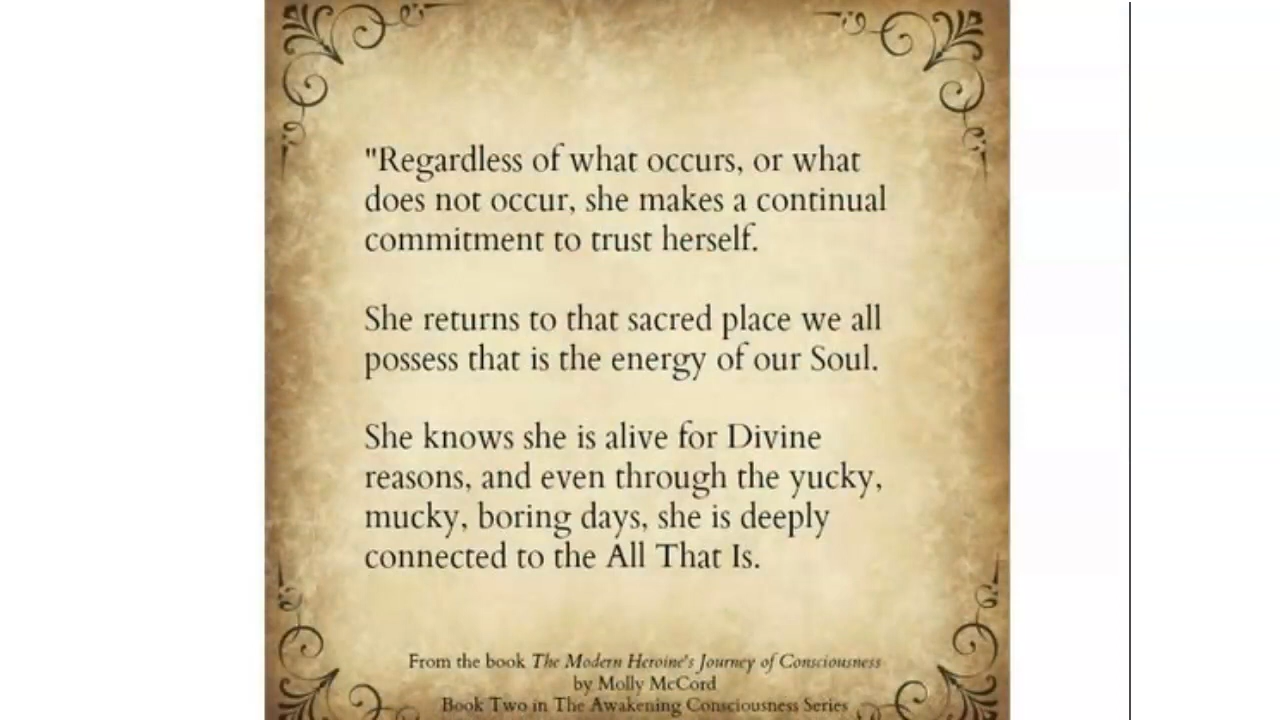 "Regardless of what occurs, or what
does not occur, she makes a continual
commitment to trust herself.
She returns to that sacred place we all
possess that is the energy of our Soul.
She knows she is alive for Divine
reasons, and even through the yucky,
mucky, boring days, she is deeply
connected to the All That Is.
From the book The Modern Heroine's Journey of Consciousness
by Molly McCord
Book Two in The Awakening Consciousness Series